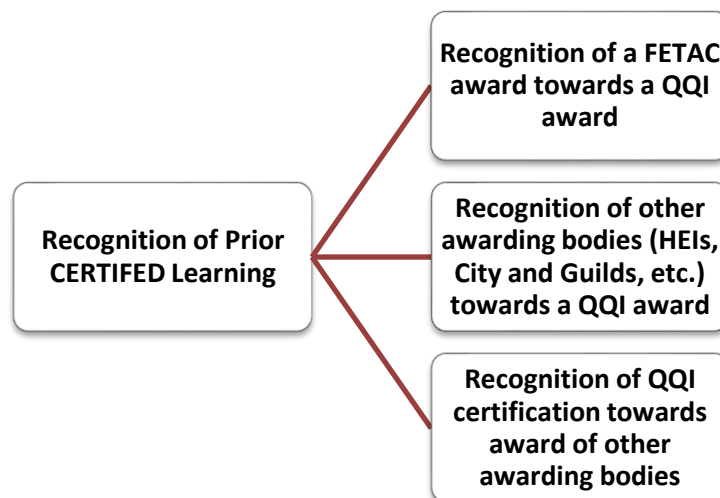 Recognition of a FETAC
award towards a QQI
award
Recognition of Prior
CERTIFED Learning
Recognition of other
awarding bodies (HEIs,
City and Guilds, etc.)
towards a QQI award
Recognition of QQI
certification towards
award of other
awarding bodies